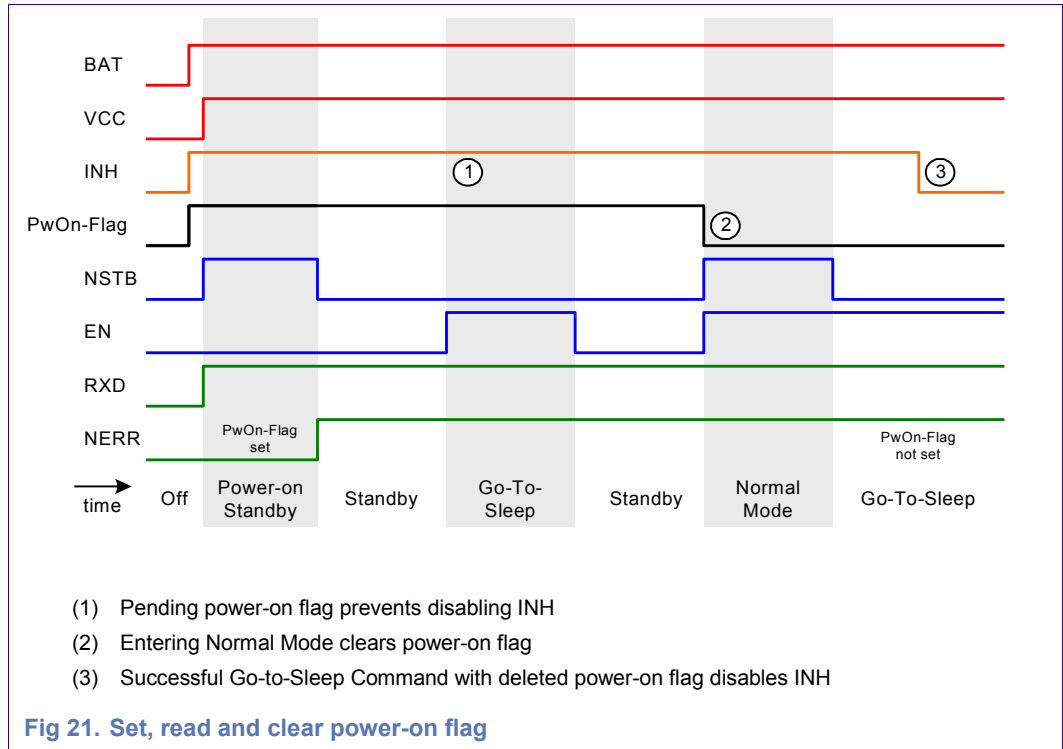 BAT
VCC
INH
1
3
PwOn-Flag
2
NSTB
EN
RXD
NERR
PwOn-Flag
set
PwOn-Flag
not set
time
Off
Power-on
Standby
Standby
Go-To-
Sleep
Standby
Normal
Mode
Go-To-Sleep
(1) Pending power-on flag prevents disabling INH
(2) Entering Normal Mode clears power-on flag
(3) Successful Go-to-Sleep Command with deleted power-on flag disables INH
Fig 21. Set, read and clear power-on flag